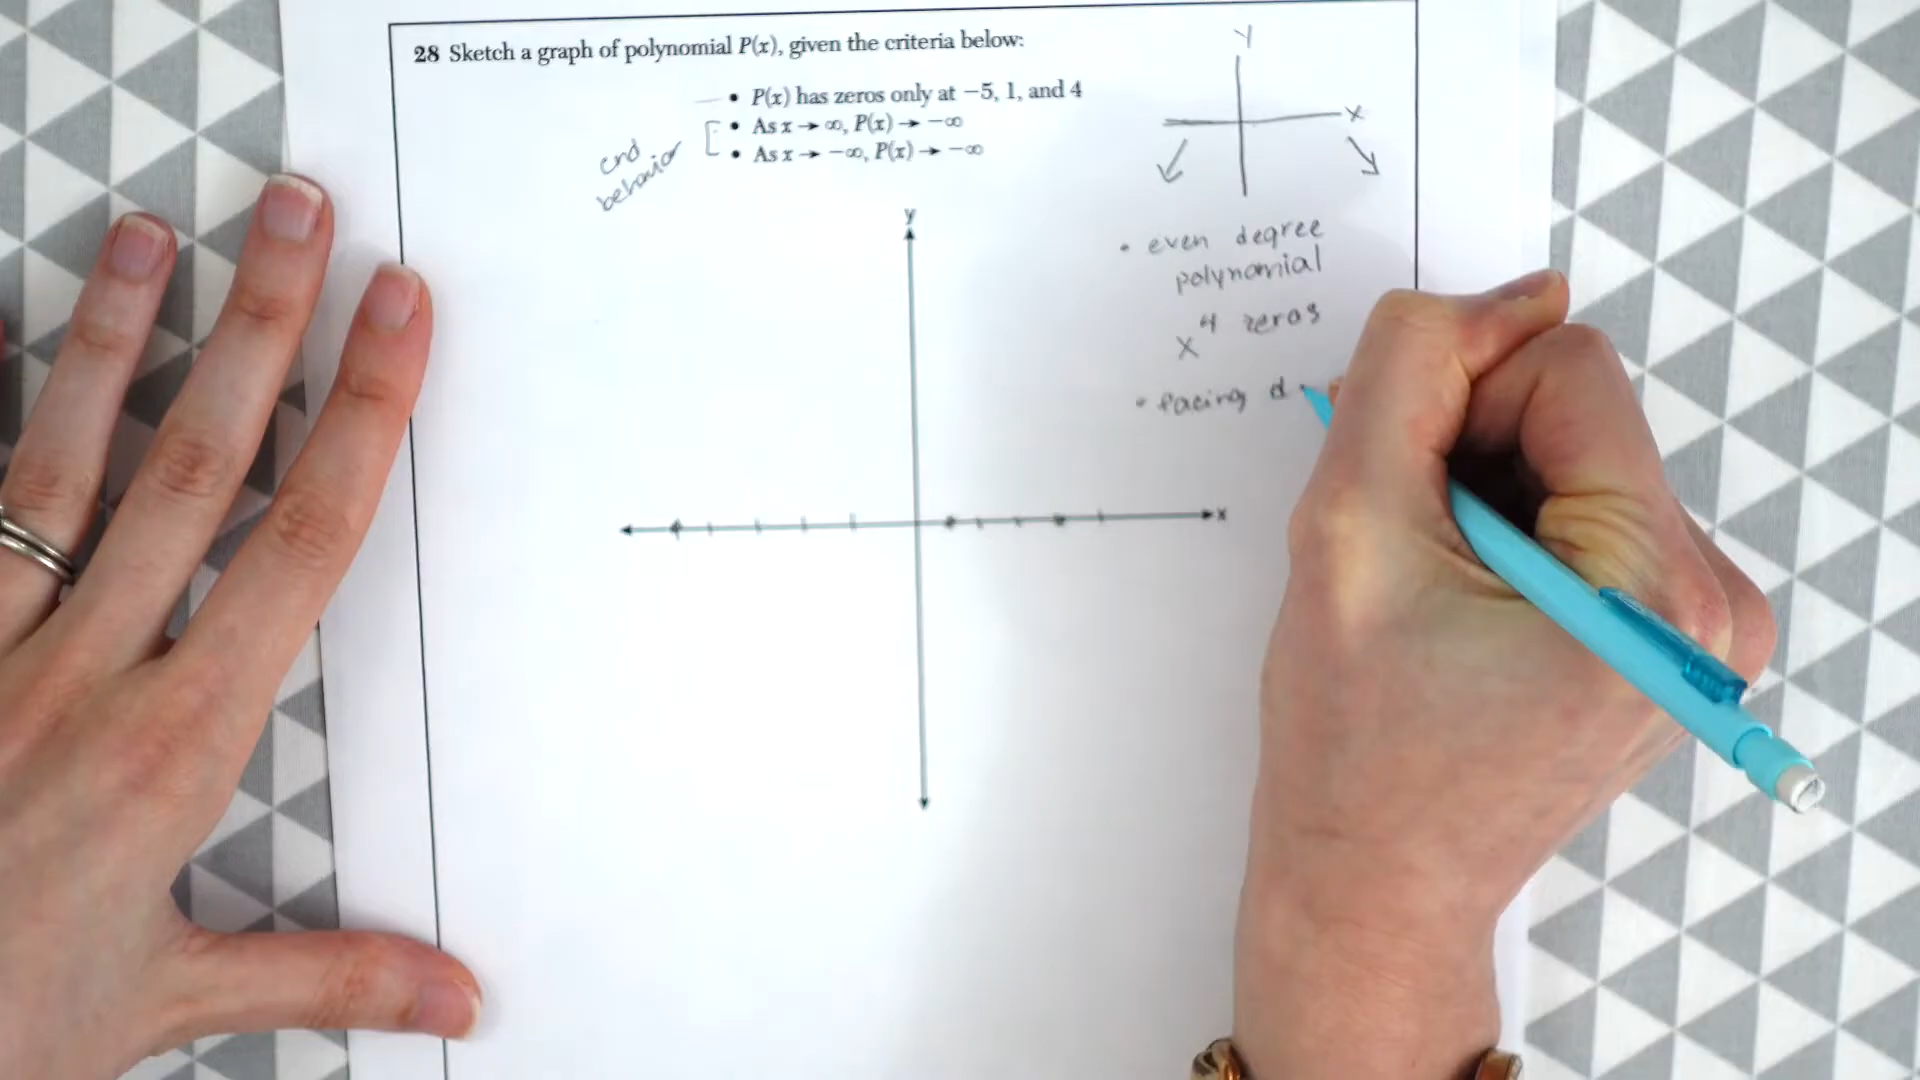 28 Sketch a graph of polynomial P(x), given the criteria below:
• P(x) has zeros only at −5, 1, and 4
• As x → ∞, P(x) → −∞
• As x → −∞, P(x) → −∞
end
behavior
y
x
• even degree
polynomial
x⁴ zeros
• facing d
y
x